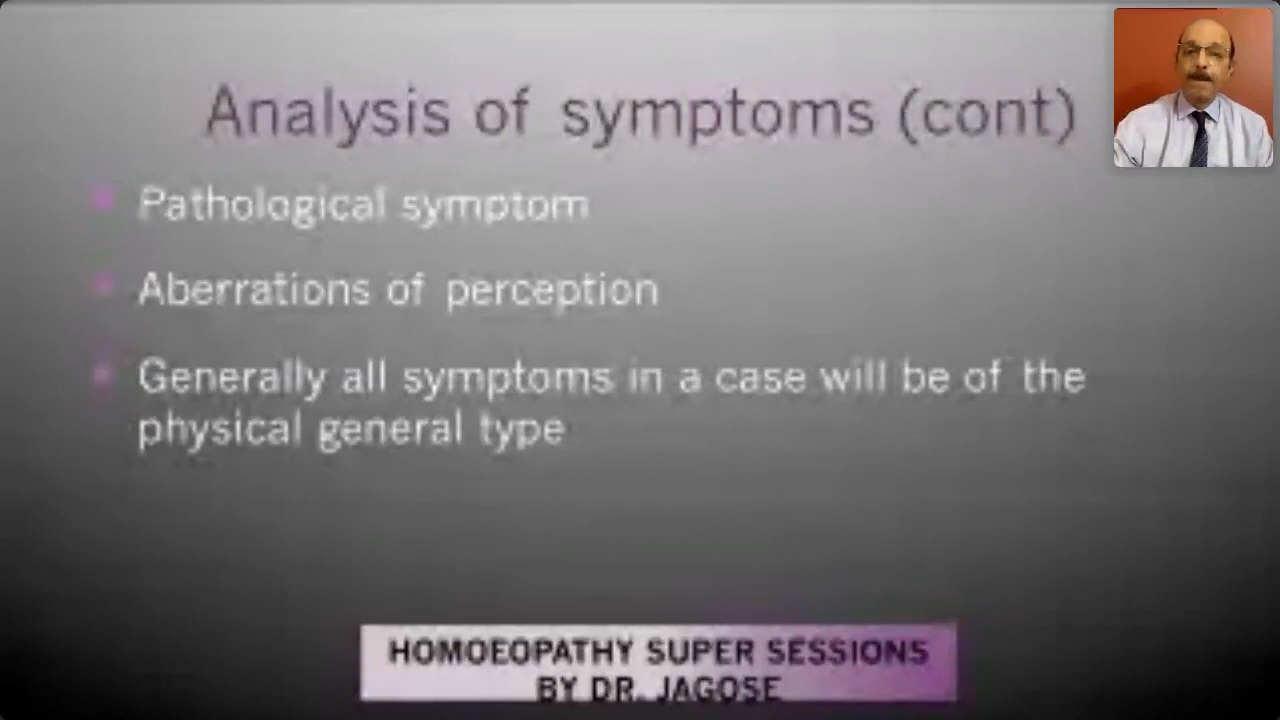 Analysis of symptoms (cont)
Pathological symptom
Aberrations of perception
Generally all symptoms in a case will be of the
physical general type
HOMOEOPATHY SUPER SESSIONS
BY DR. JAGOSE